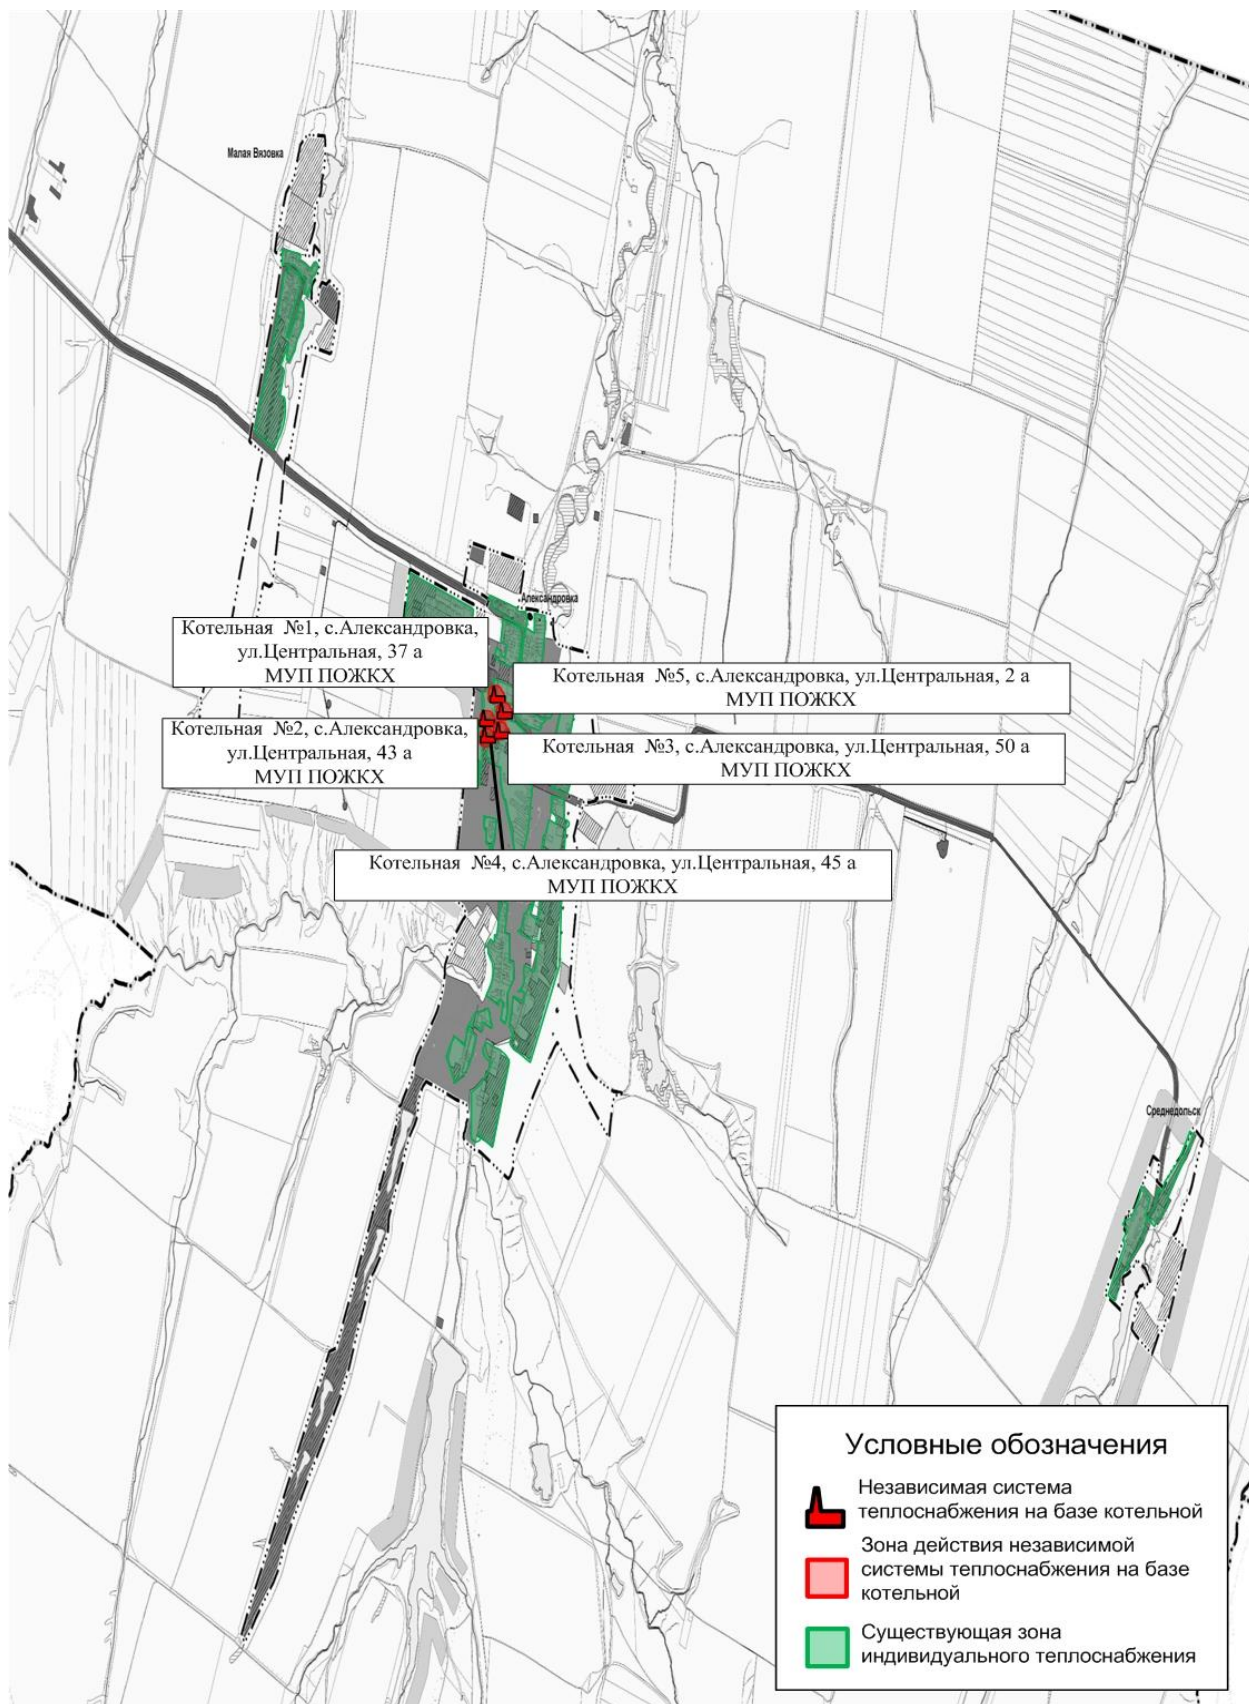 Малая Вязовка
Александровка
Котельная №1, с.Александровка,
ул.Центральная, 37 а
МУП ПОЖКХ
Котельная №5, с.Александровка, ул.Центральная, 2 а
МУП ПОЖКХ
Котельная №2, с.Александровка,
ул.Центральная, 43 а
МУП ПОЖКХ
Котельная №3, с.Александровка, ул.Центральная, 50 а
МУП ПОЖКХ
Котельная №4, с.Александровка, ул.Центральная, 45 а
МУП ПОЖКХ
Среднедольск
Условные обозначения
Независимая система
теплоснабжения на базе котельной
Зона действия независимой
системы теплоснабжения на базе
котельной
Существующая зона
индивидуального теплоснабжения